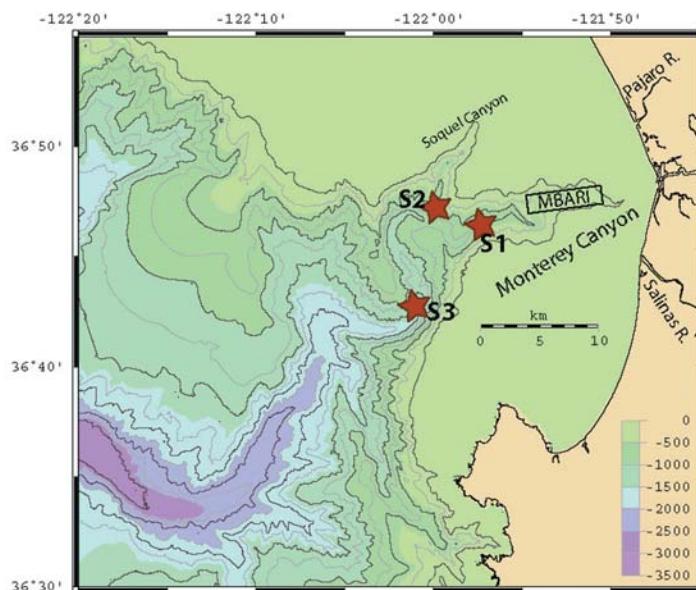 -122°20' -122°10' -122°00' -121°50'
36°50'
36°40'
36°30'
Pajaro R.
Soquel Canyon
S2
MBARI
S1
Monterey Canyon
Salinas R.
S3
km
0 5 10
0
-500
-1000
-1500
-2000
-2500
-3000
-3500